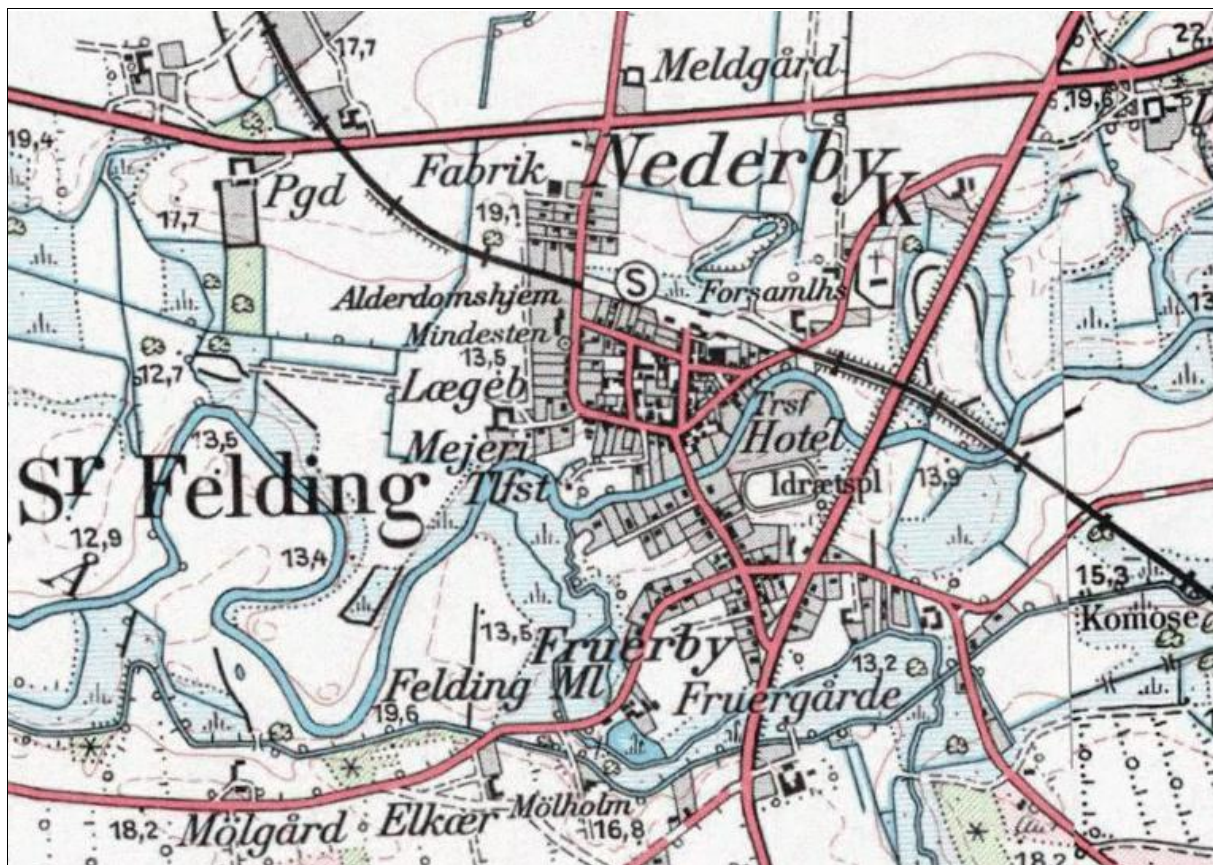 17,7
22,
Meldgård
19,6
19,4
Fabrik
Nederby
Pgd
K
17,7
19,1
S
Alderdomshjem
Forsamlhs
Mindesten
13,5
12,7
Lægeb
Trsf
Hotel
13,5
Mejeri
Sr Felding
Tlfst
Idrætspl
13,9
12,9
13,4
Å
15,3
Komose
13,5
Fruerby
13,2
Felding Ml
Fruergårde
19,6
Mölgård
Elkær
Mölholm
18,2
16,8
18,2